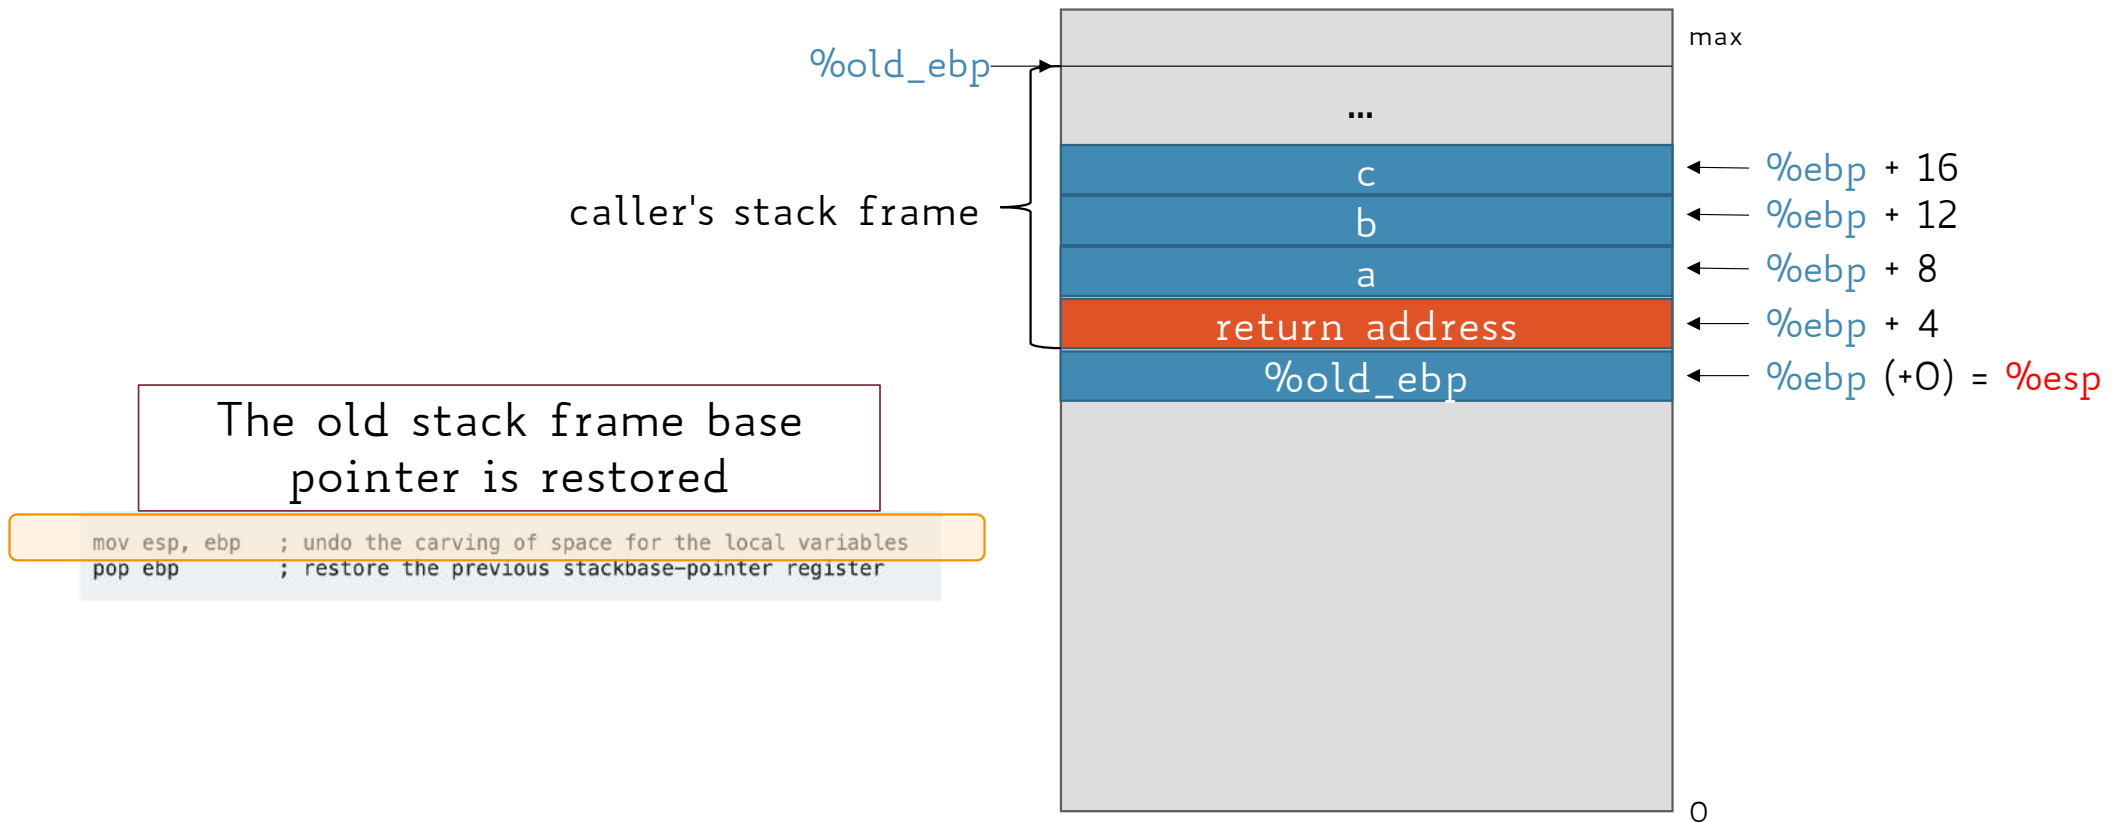 max
%old_ebp
...
c
%ebp + 16
caller's stack frame
b
%ebp + 12
a
%ebp + 8
return address
%ebp + 4
%old_ebp
%ebp (+0) = %esp
The old stack frame base
pointer is restored
mov esp, ebp   ; undo the carving of space for the local variables
pop ebp        ; restore the previous stackbase-pointer register
0